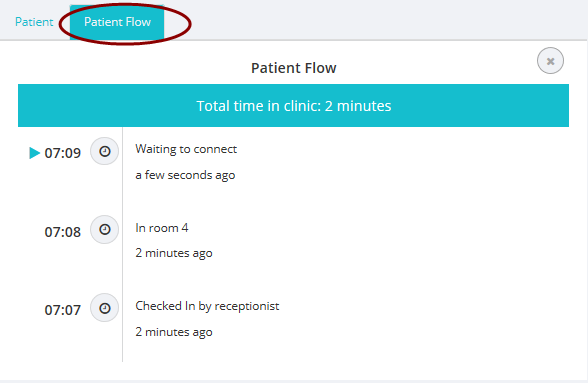 Patient Patient Flow
Patient Flow
Total time in clinic: 2 minutes
07:09 Waiting to connect
a few seconds ago
07:08 In room 4
2 minutes ago
07:07 Checked In by receptionist
2 minutes ago